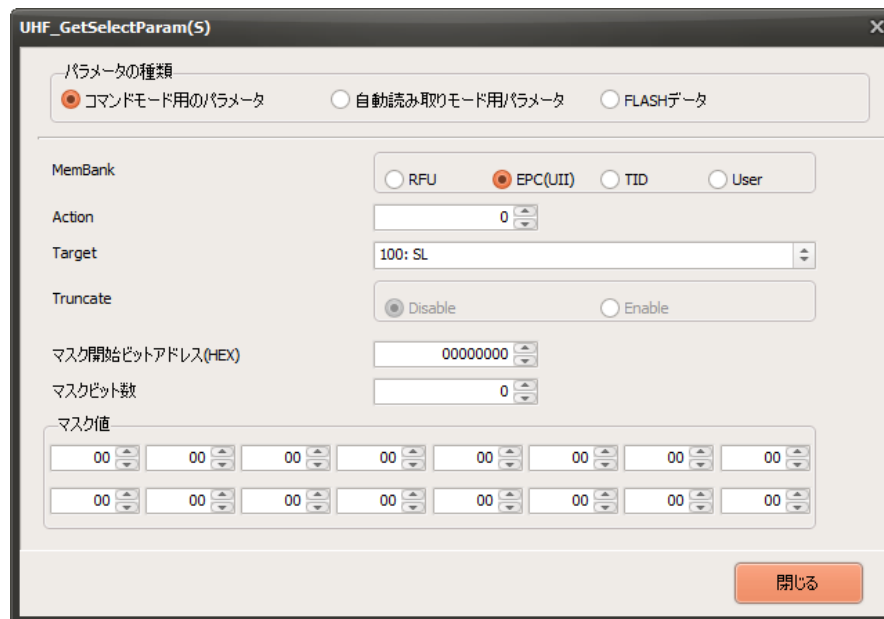 UHF_GetSelectParam(S)
パラメータの種類
コマンドモード用のパラメータ 自動読み取りモード用パラメータ FLASHデータ
MemBank RFU EPC(UII) TID User
Action 0
Target 100: SL
Truncate Disable Enable
マスク開始ビットアドレス(HEX) 00000000
マスクビット数 0
マスク値
00 00 00 00 00 00 00 00
00 00 00 00 00 00 00 00
閉じる